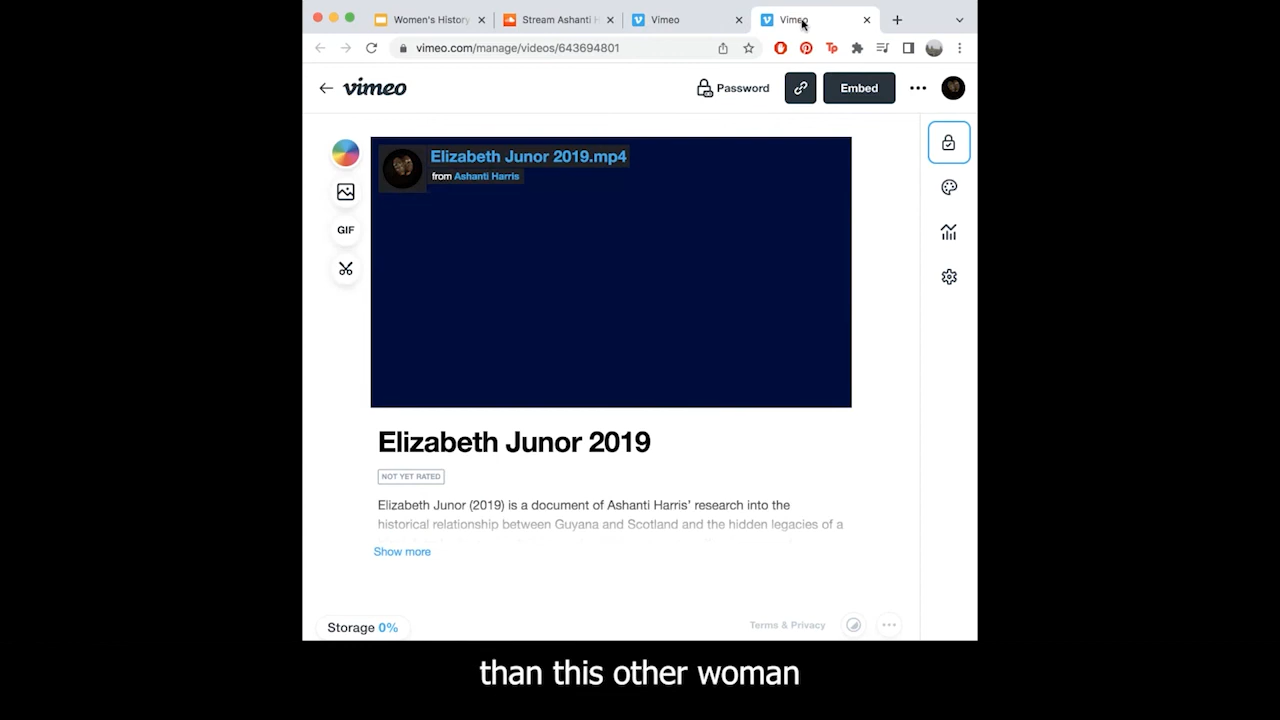 Women's History
Stream Ashanti H
Vimeo
Vimeo
vimeo.com/manage/videos/643694801
vimeo
Password
Embed
Elizabeth Junor 2019.mp4
from Ashanti Harris
GIF
Elizabeth Junor 2019
NOT YET RATED
Elizabeth Junor (2019) is a document of Ashanti Harris' research into the
historical relationship between Guyana and Scotland and the hidden legacies of a
Show more
Storage 0%
Terms & Privacy
than this other woman